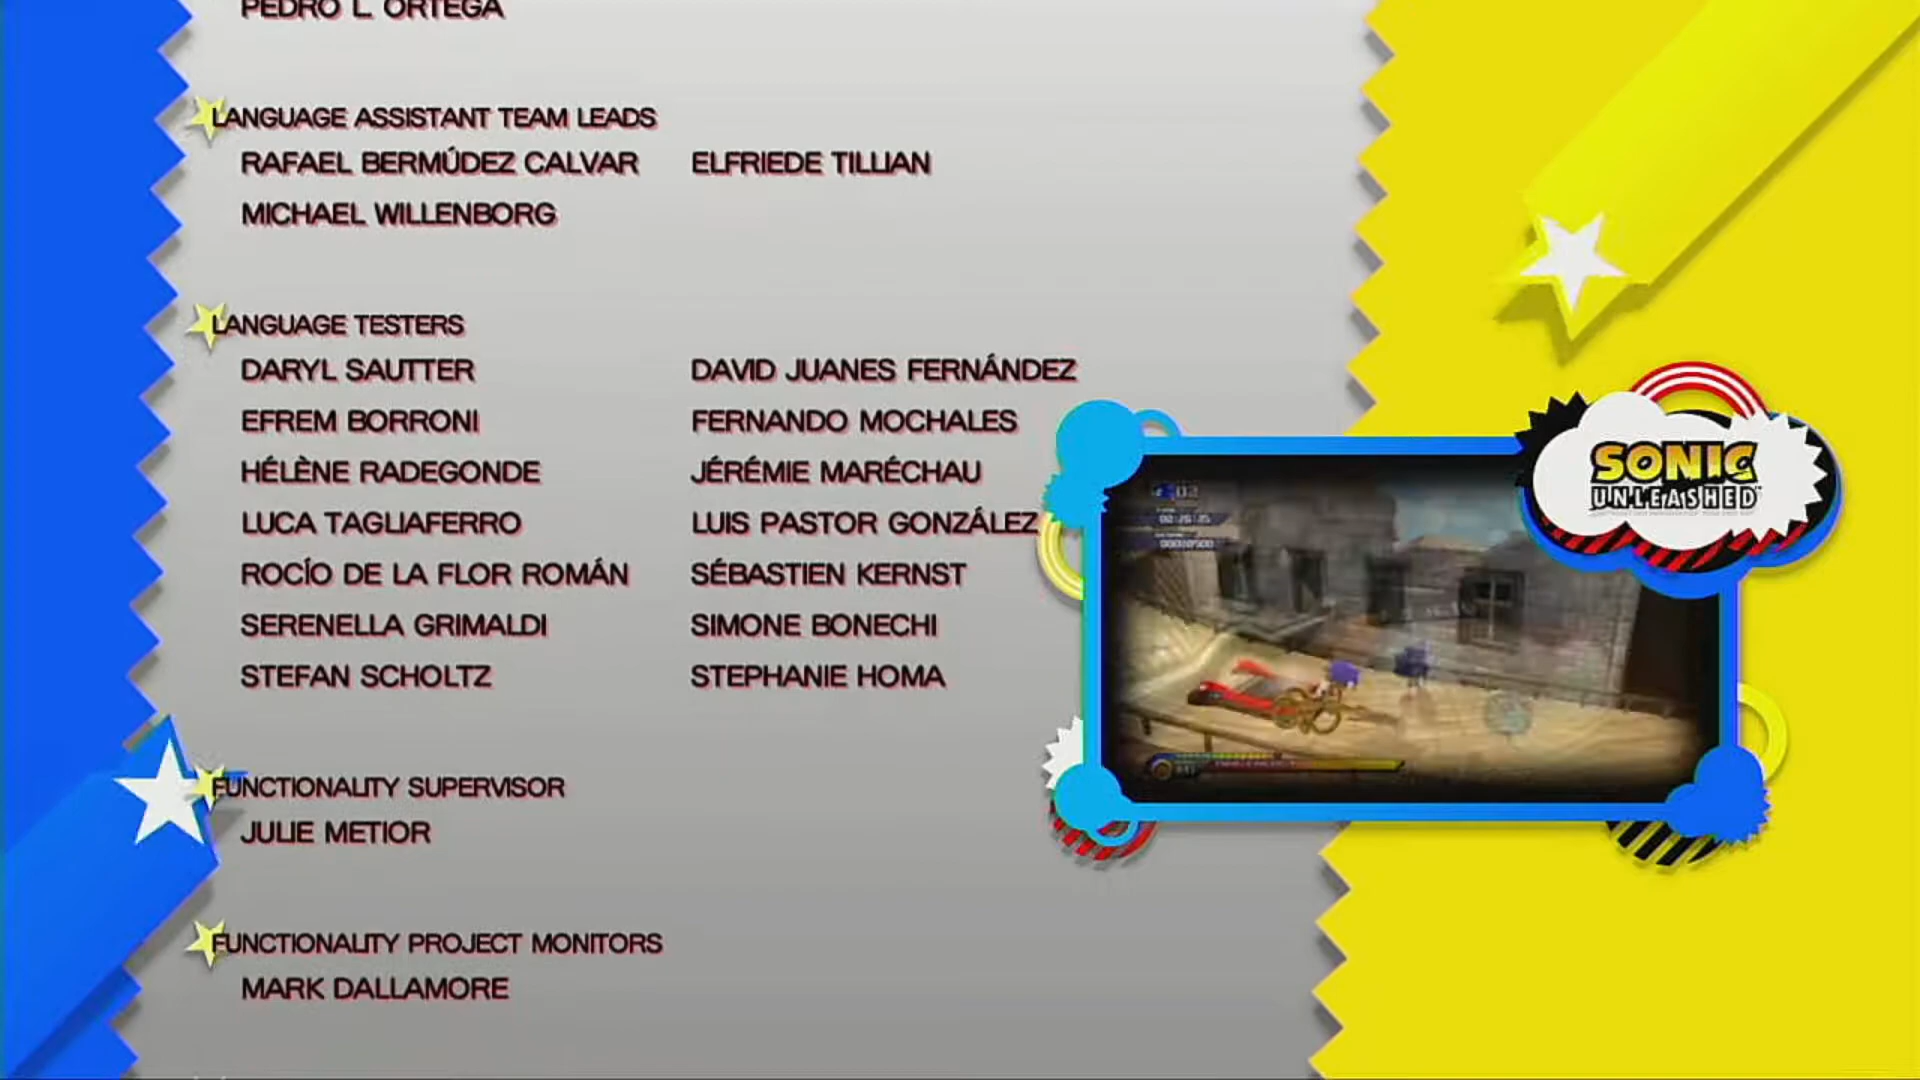 PEDRO L. ORTEGA
LANGUAGE ASSISTANT TEAM LEADS
RAFAEL BERMÚDEZ CALVAR ELFRIEDE TILLIAN
MICHAEL WILLENBORG
LANGUAGE TESTERS
DARYL SAUTTER DAVID JUANES FERNÁNDEZ
EFREM BORRONI FERNANDO MOCHALES
HÉLÈNE RADEGONDE JÉRÉMIE MARÉCHAU
LUCA TAGLIAFERRO LUIS PASTOR GONZÁLEZ
ROCÍO DE LA FLOR ROMÁN SÉBASTIEN KERNST
SERENELLA GRIMALDI SIMONE BONECHI
STEFAN SCHOLTZ STEPHANIE HOMA
FUNCTIONALITY SUPERVISOR
JULIE METIOR
FUNCTIONALITY PROJECT MONITORS
MARK DALLAMORE
SONIC
UNLEASHED
02